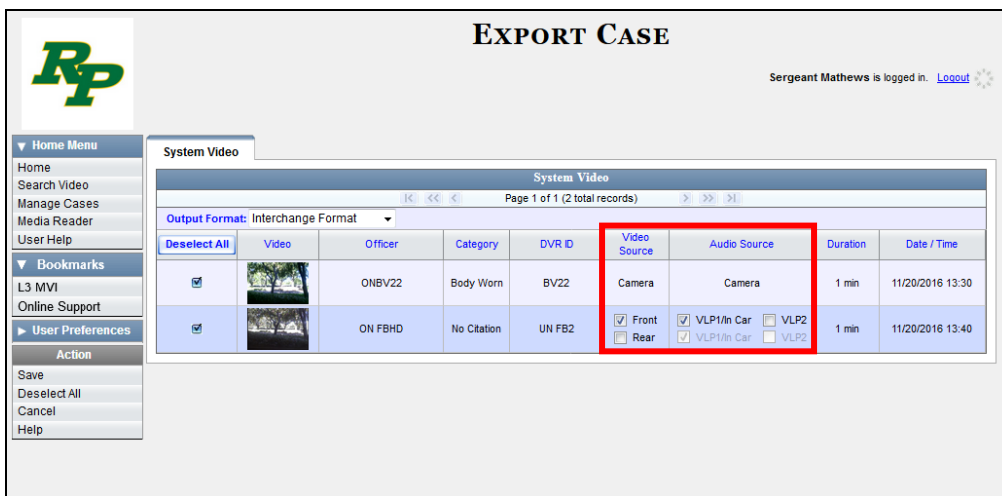 EXPORT CASE
RP
Sergeant Mathews is logged in. Logout
▼ Home Menu
Home
Search Video
Manage Cases
Media Reader
User Help
▼ Bookmarks
L3 MVI
Online Support
► User Preferences
Action
Save
Deselect All
Cancel
Help
System Video
System Video
Page 1 of 1 (2 total records)
Output Format: Interchange Format
Deselect All Video Officer Category DVR ID Video Source Audio Source Duration Date / Time
ONBV22 Body Worn BV22 Camera Camera 1 min 11/20/2016 13:30
ON FBHD No Citation UN FB2 Front VLP1/In Car VLP2 1 min 11/20/2016 13:40
Rear VLP1/In Car VLP2